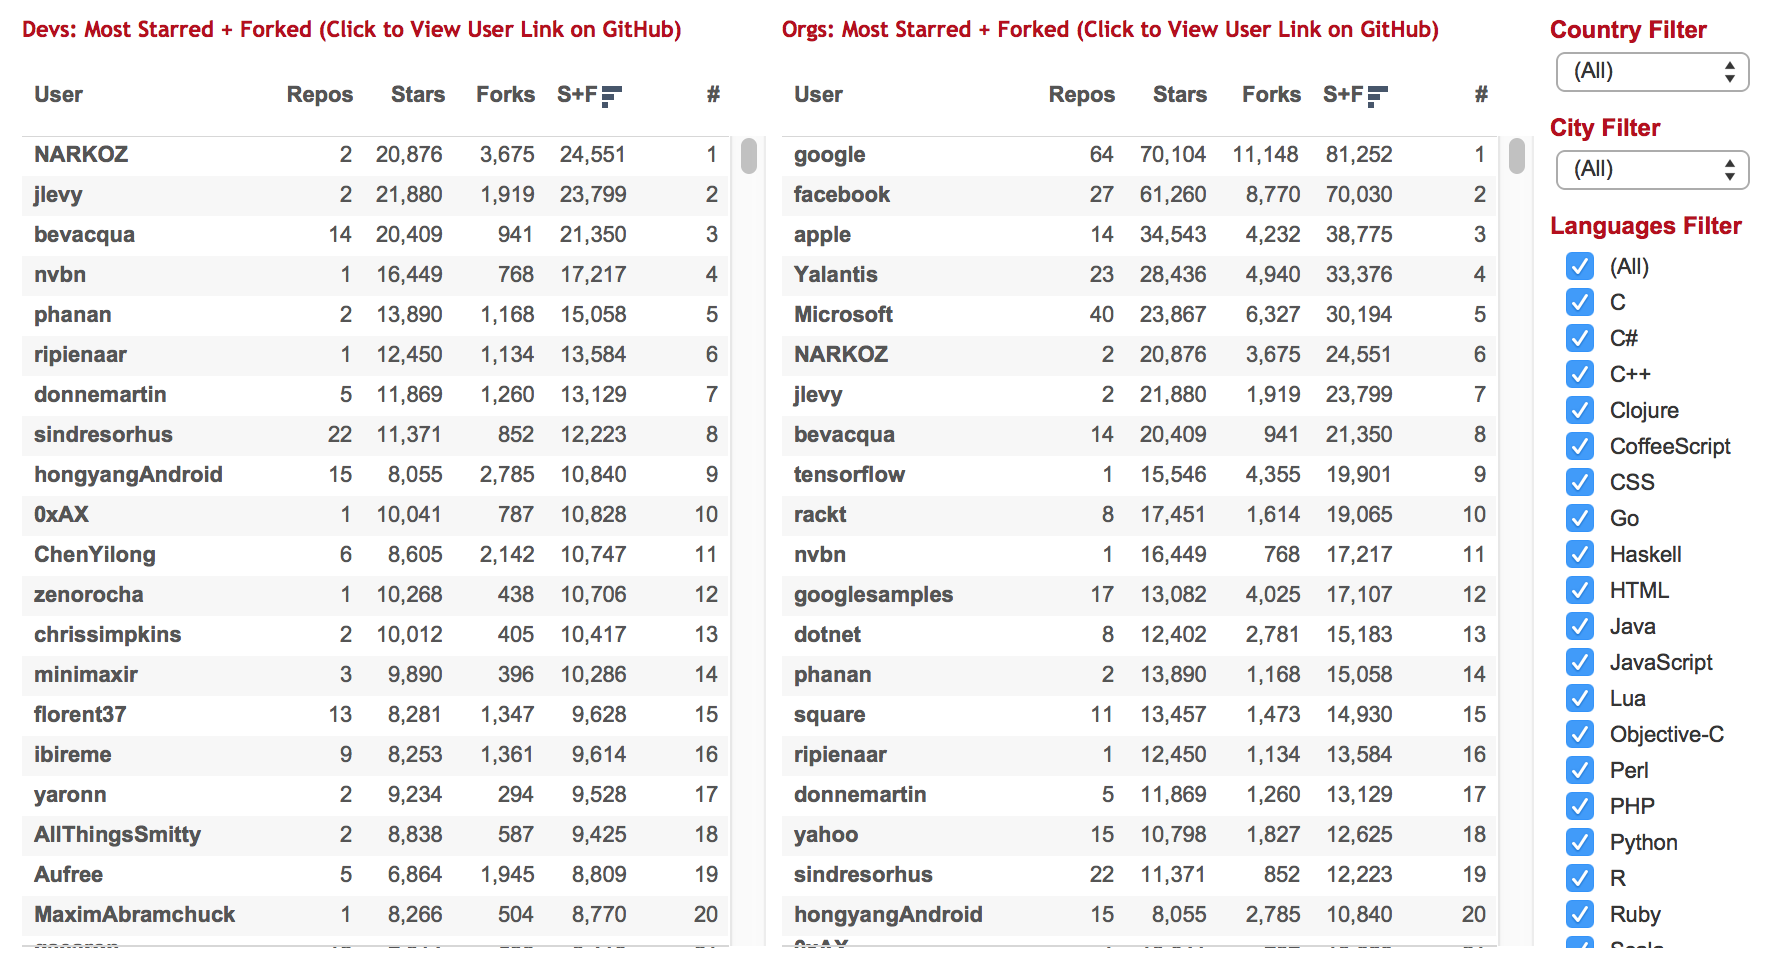 Devs: Most Starred + Forked (Click to View User Link on GitHub)
User Repos Stars Forks S+F #
NARKOZ 2 20,876 3,675 24,551 1
jlevy 2 21,880 1,919 23,799 2
bevacqua 14 20,409 941 21,350 3
nvbn 1 16,449 768 17,217 4
phanan 2 13,890 1,168 15,058 5
ripienaar 1 12,450 1,134 13,584 6
donnemartin 5 11,869 1,260 13,129 7
sindresorhus 22 11,371 852 12,223 8
hongyangAndroid 15 8,055 2,785 10,840 9
0xAX 1 10,041 787 10,828 10
ChenYilong 6 8,605 2,142 10,747 11
zenorocha 1 10,268 438 10,706 12
chrissimpkins 2 10,012 405 10,417 13
minimaxir 3 9,890 396 10,286 14
florent37 13 8,281 1,347 9,628 15
ibireme 9 8,253 1,361 9,614 16
yaronn 2 9,234 294 9,528 17
AllThingsSmitty 2 8,838 587 9,425 18
Aufree 5 6,864 1,945 8,809 19
MaximAbramchuck 1 8,266 504 8,770 20
Orgs: Most Starred + Forked (Click to View User Link on GitHub)
User Repos Stars Forks S+F #
google 64 70,104 11,148 81,252 1
facebook 27 61,260 8,770 70,030 2
apple 14 34,543 4,232 38,775 3
Yalantis 23 28,436 4,940 33,376 4
Microsoft 40 23,867 6,327 30,194 5
NARKOZ 2 20,876 3,675 24,551 6
jlevy 2 21,880 1,919 23,799 7
bevacqua 14 20,409 941 21,350 8
tensorflow 1 15,546 4,355 19,901 9
rackt 8 17,451 1,614 19,065 10
nvbn 1 16,449 768 17,217 11
googlesamples 17 13,082 4,025 17,107 12
dotnet 8 12,402 2,781 15,183 13
phanan 2 13,890 1,168 15,058 14
square 11 13,457 1,473 14,930 15
ripienaar 1 12,450 1,134 13,584 16
donnemartin 5 11,869 1,260 13,129 17
yahoo 15 10,798 1,827 12,625 18
sindresorhus 22 11,371 852 12,223 19
hongyangAndroid 15 8,055 2,785 10,840 20
0xAX
Country Filter
(All)
City Filter
(All)
Languages Filter
(All)
C
C#
C++
Clojure
CoffeeScript
CSS
Go
Haskell
HTML
Java
JavaScript
Lua
Objective-C
Perl
PHP
Python
R
Ruby
Scala